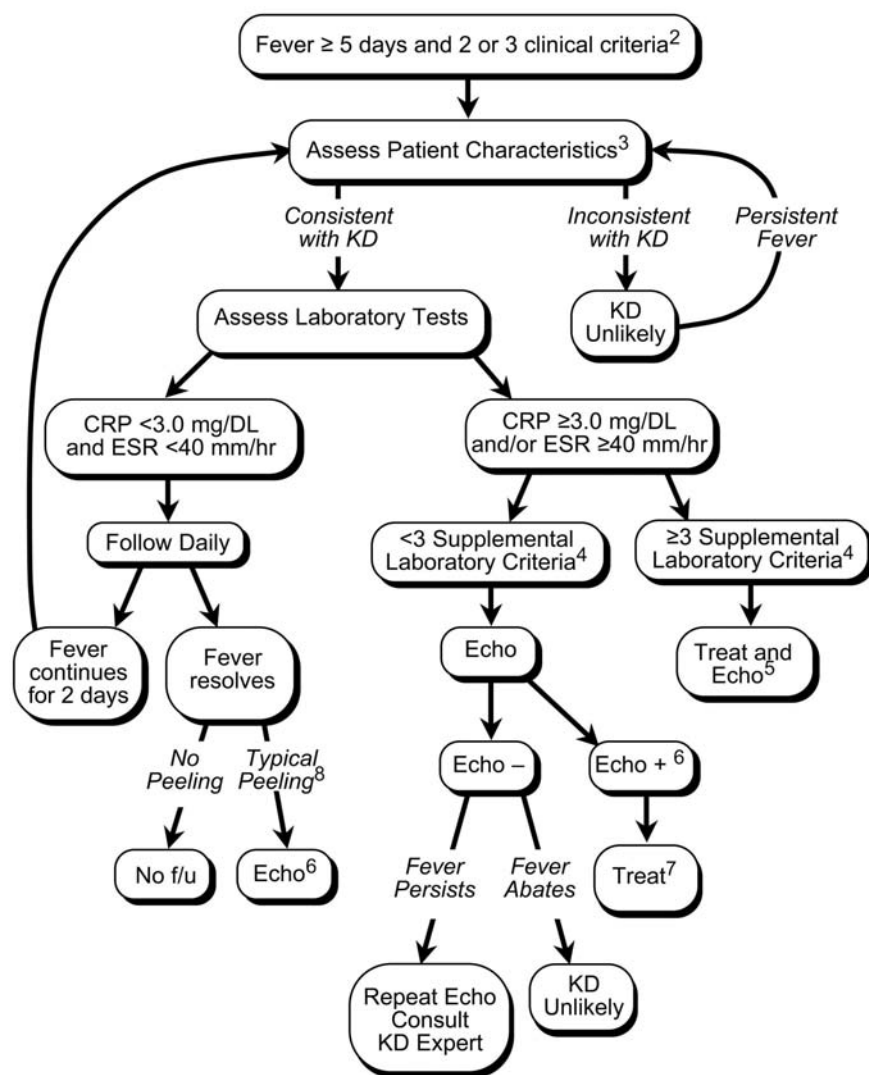 Fever ≥ 5 days and 2 or 3 clinical criteria2
Assess Patient Characteristics3
Consistent
with KD
Inconsistent
with KD
Persistent
Fever
Assess Laboratory Tests
KD
Unlikely
CRP <3.0 mg/DL
and ESR <40 mm/hr
CRP ≥3.0 mg/DL
and/or ESR ≥40 mm/hr
Follow Daily
<3 Supplemental
Laboratory Criteria4
≥3 Supplemental
Laboratory Criteria4
Fever
continues
for 2 days
Fever
resolves
Echo
Treat and
Echo5
No
Peeling
Typical
Peeling8
Echo –
Echo + 6
No f/u
Echo6
Fever
Persists
Fever
Abates
Treat7
Repeat Echo
Consult
KD Expert
KD
Unlikely